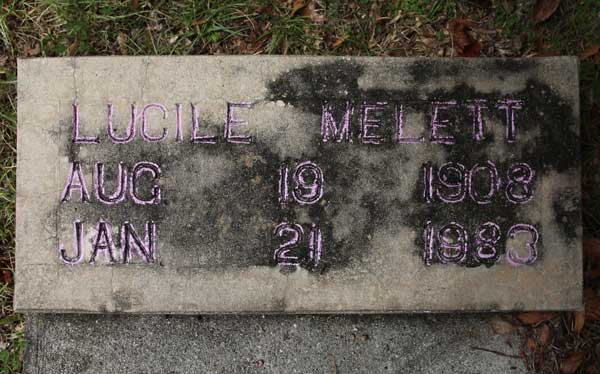 LUCILE MELETT
AUG 19 1908
JAN 21 1983